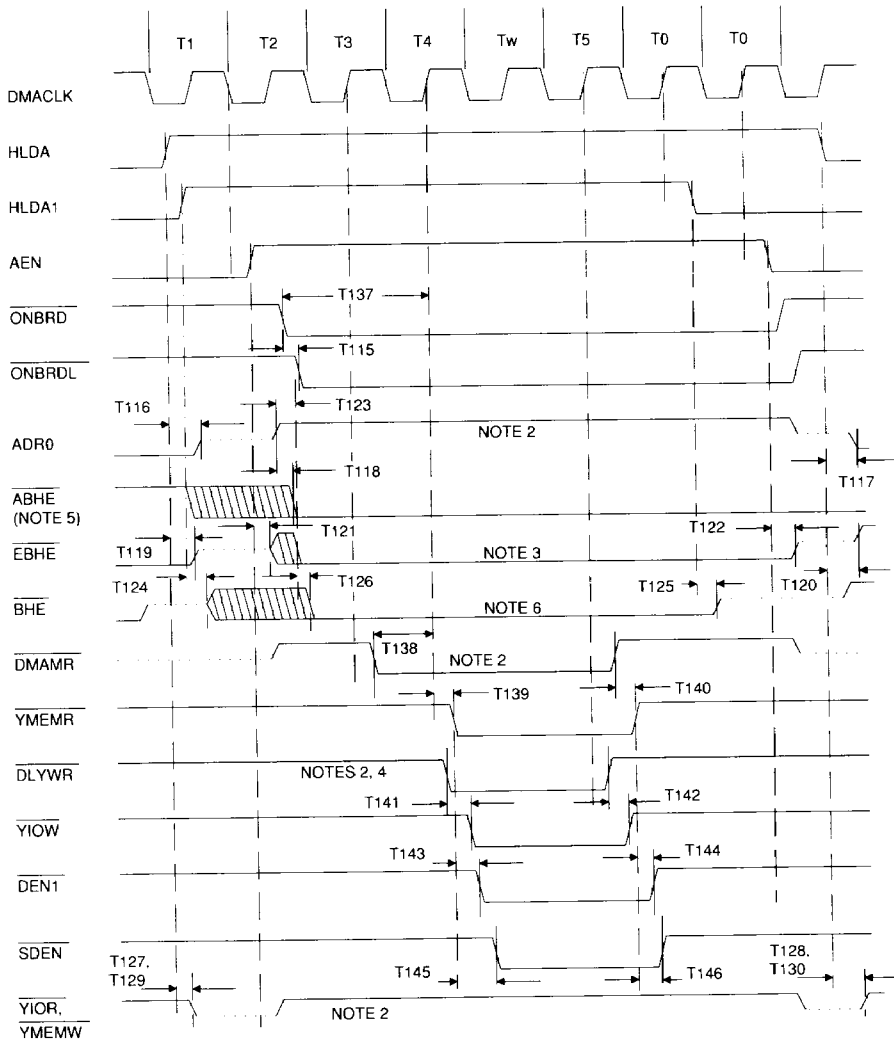 T1 T2 T3 T4 Tw T5 T0 T0
DMACLK
HLDA
HLDA1
AEN
T137
ONBRD
T115
ONBRDL
T123
T116
ADR0 NOTE 2
T118
T117
ABHE
(NOTE 5)
T121
T122
T119
EBHE NOTE 3
T124
T126
T125
T120
BHE NOTE 6
T138
DMAMR NOTE 2
T139
T140
YMEMR
DLYWR NOTES 2, 4
T141
T142
YIOW
T143
T144
DEN1
SDEN
T127,
T129
T145
T146
T128,
T130
YIOR,
YMEMW
NOTE 2